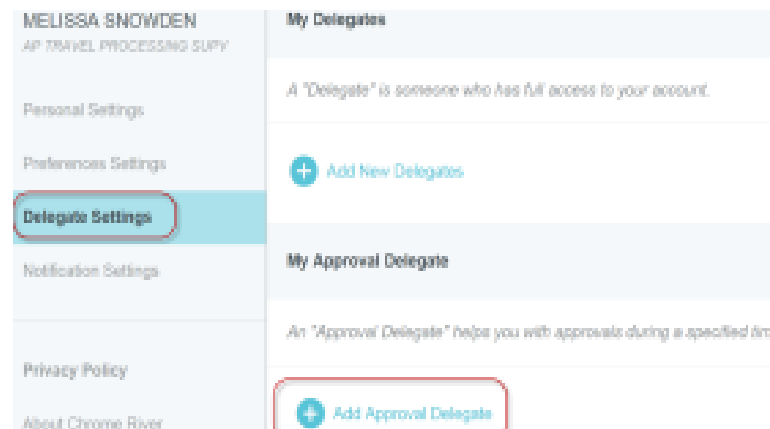 MELISSA SNOWDEN
AP TRAVEL PROCESSING SUPV
Personal Settings
Preferences Settings
Delegate Settings
Notification Settings
Privacy Policy
About Chrome River
My Delegates
A "Delegate" is someone who has full access to your account.
Add New Delegates
My Approval Delegate
An "Approval Delegate" helps you with approvals during a specified tim
Add Approval Delegate